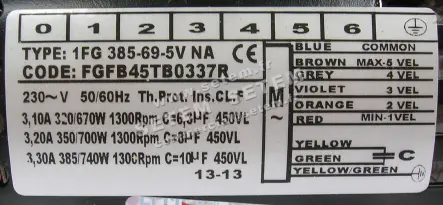 0 1 2 3 4 5 6
TYPE: 1FG 385-69-5V NA CE
CODE: FGFB45TB0337R
230~V 50/60Hz Th.Prot. Ins.CL.F
3,10A 320/670W 1300Rpm C=6,3µF 450VL
3,20A 350/700W 1300Rpm C=8µF 450VL
3,30A 385/740W 1300Rpm C=10µF 450VL
13-13
M
~
BLUE COMMON
BROWN MAX-5 VEL
GREY 4 VEL
VIOLET 3 VEL
ORANGE 2 VEL
RED MIN-1VEL
YELLOW
GREEN C
YELLOW/GREEN